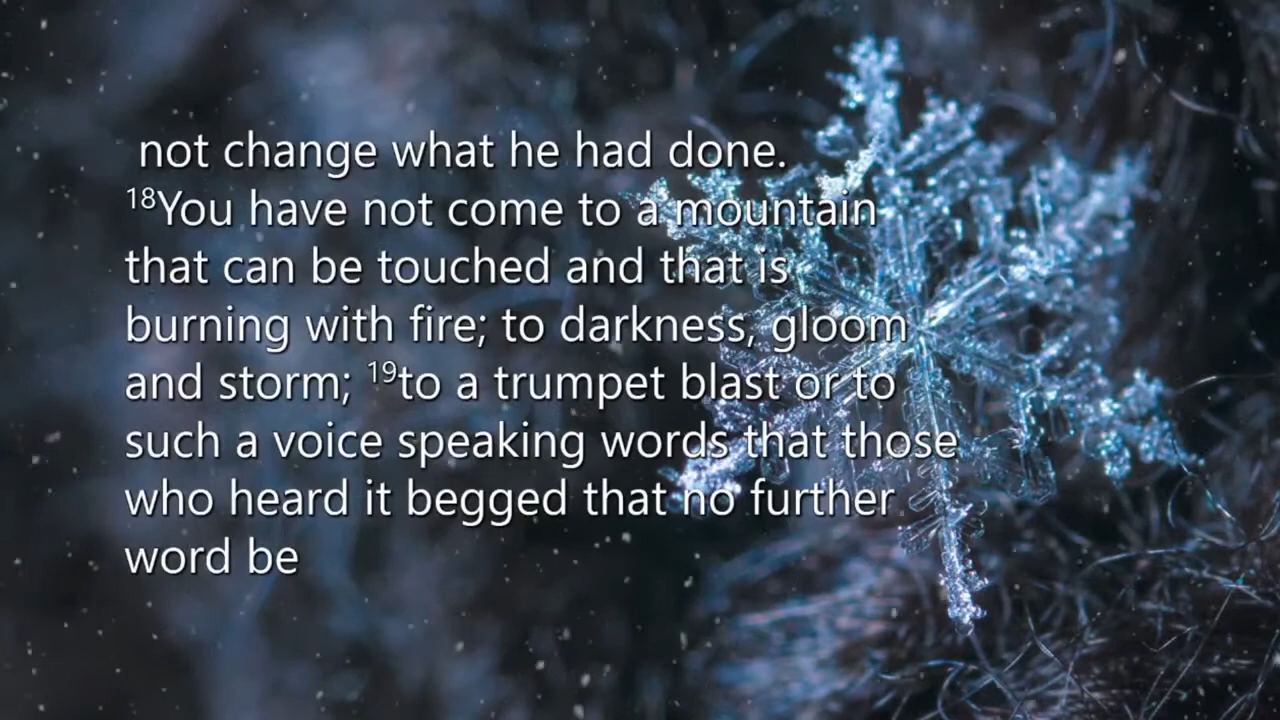 not change what he had done.
¹⁸You have not come to a mountain
that can be touched and that is
burning with fire; to darkness, gloom
and storm; ¹⁹to a trumpet blast or to
such a voice speaking words that those
who heard it begged that no further
word be